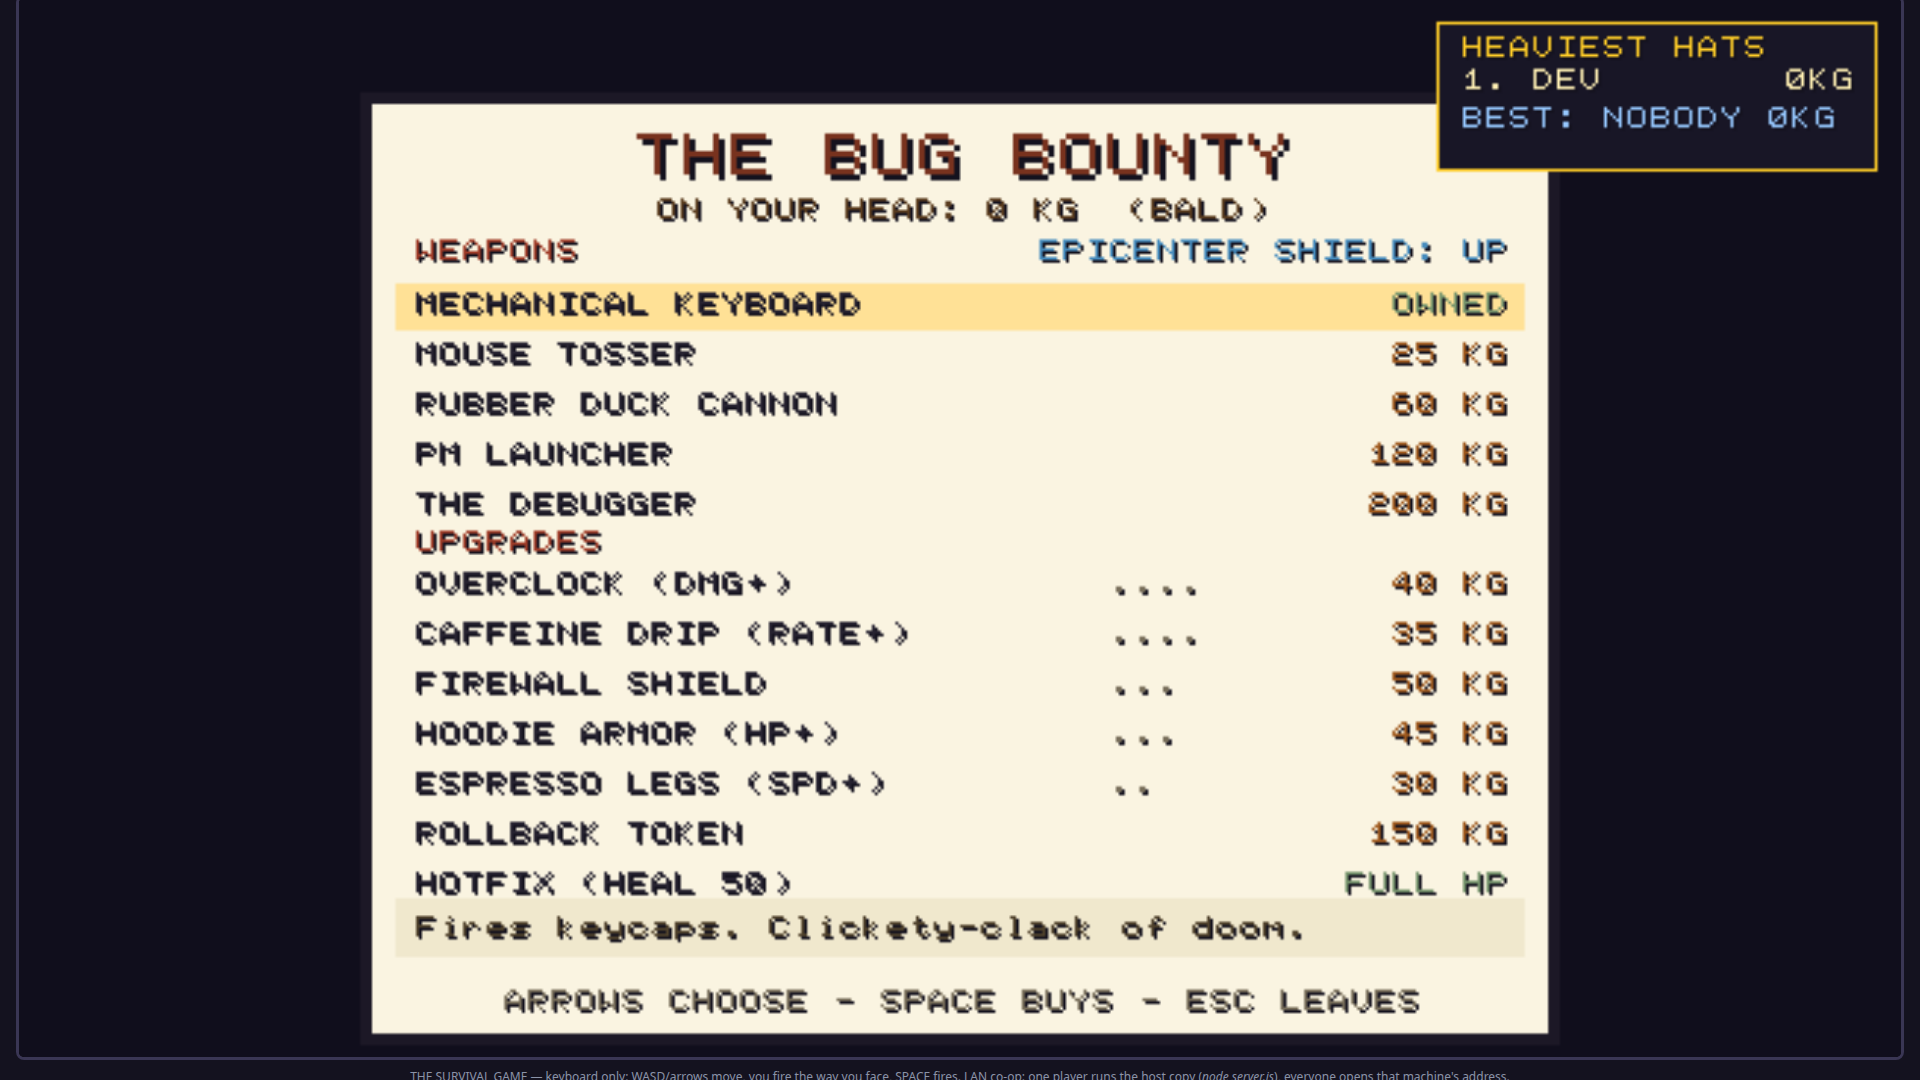 HEAVIEST HATS
1. DEV 0KG
BEST: NOBODY 0KG
THE BUG BOUNTY
ON YOUR HEAD: 0 KG (BALD)
WEAPONS EPICENTER SHIELD: UP
MECHANICAL KEYBOARD OWNED
MOUSE TOSSER 25 KG
RUBBER DUCK CANNON 60 KG
PM LAUNCHER 120 KG
THE DEBUGGER 200 KG
UPGRADES
OVERCLOCK (DMG+) .... 40 KG
CAFFEINE DRIP (RATE+) .... 35 KG
FIREWALL SHIELD ... 50 KG
HOODIE ARMOR (HP+) ... 45 KG
ESPRESSO LEGS (SPD+) .. 30 KG
ROLLBACK TOKEN 150 KG
HOTFIX (HEAL 50) FULL HP
Fires keycaps. Clickety-clack of doom.
ARROWS CHOOSE - SPACE BUYS - ESC LEAVES
THE SURVIVAL GAME — keyboard only: WASD/arrows move, you fire the way you face, SPACE fires. LAN co-op: one player runs the host copy (node server.js), everyone opens that machine's address.